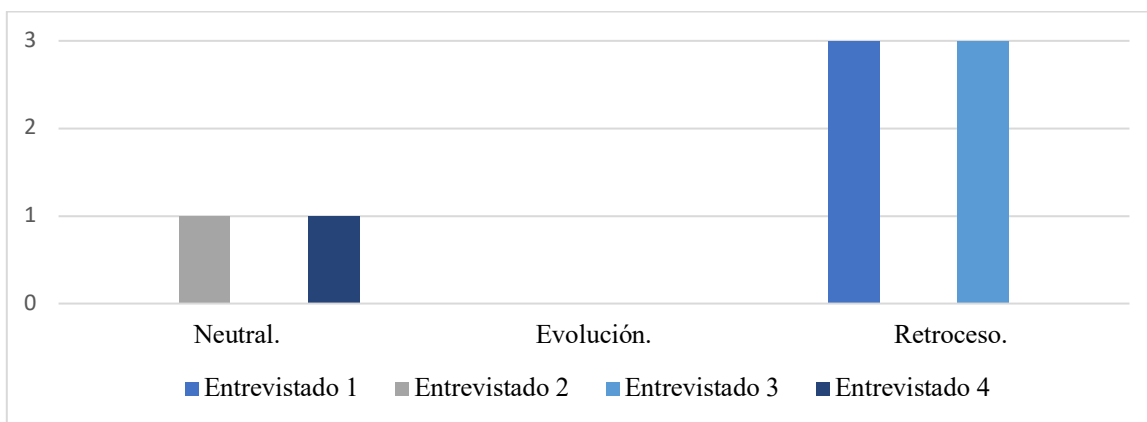 3
2
1
0
Neutral. Evolución. Retroceso.
Entrevistado 1 Entrevistado 2 Entrevistado 3 Entrevistado 4